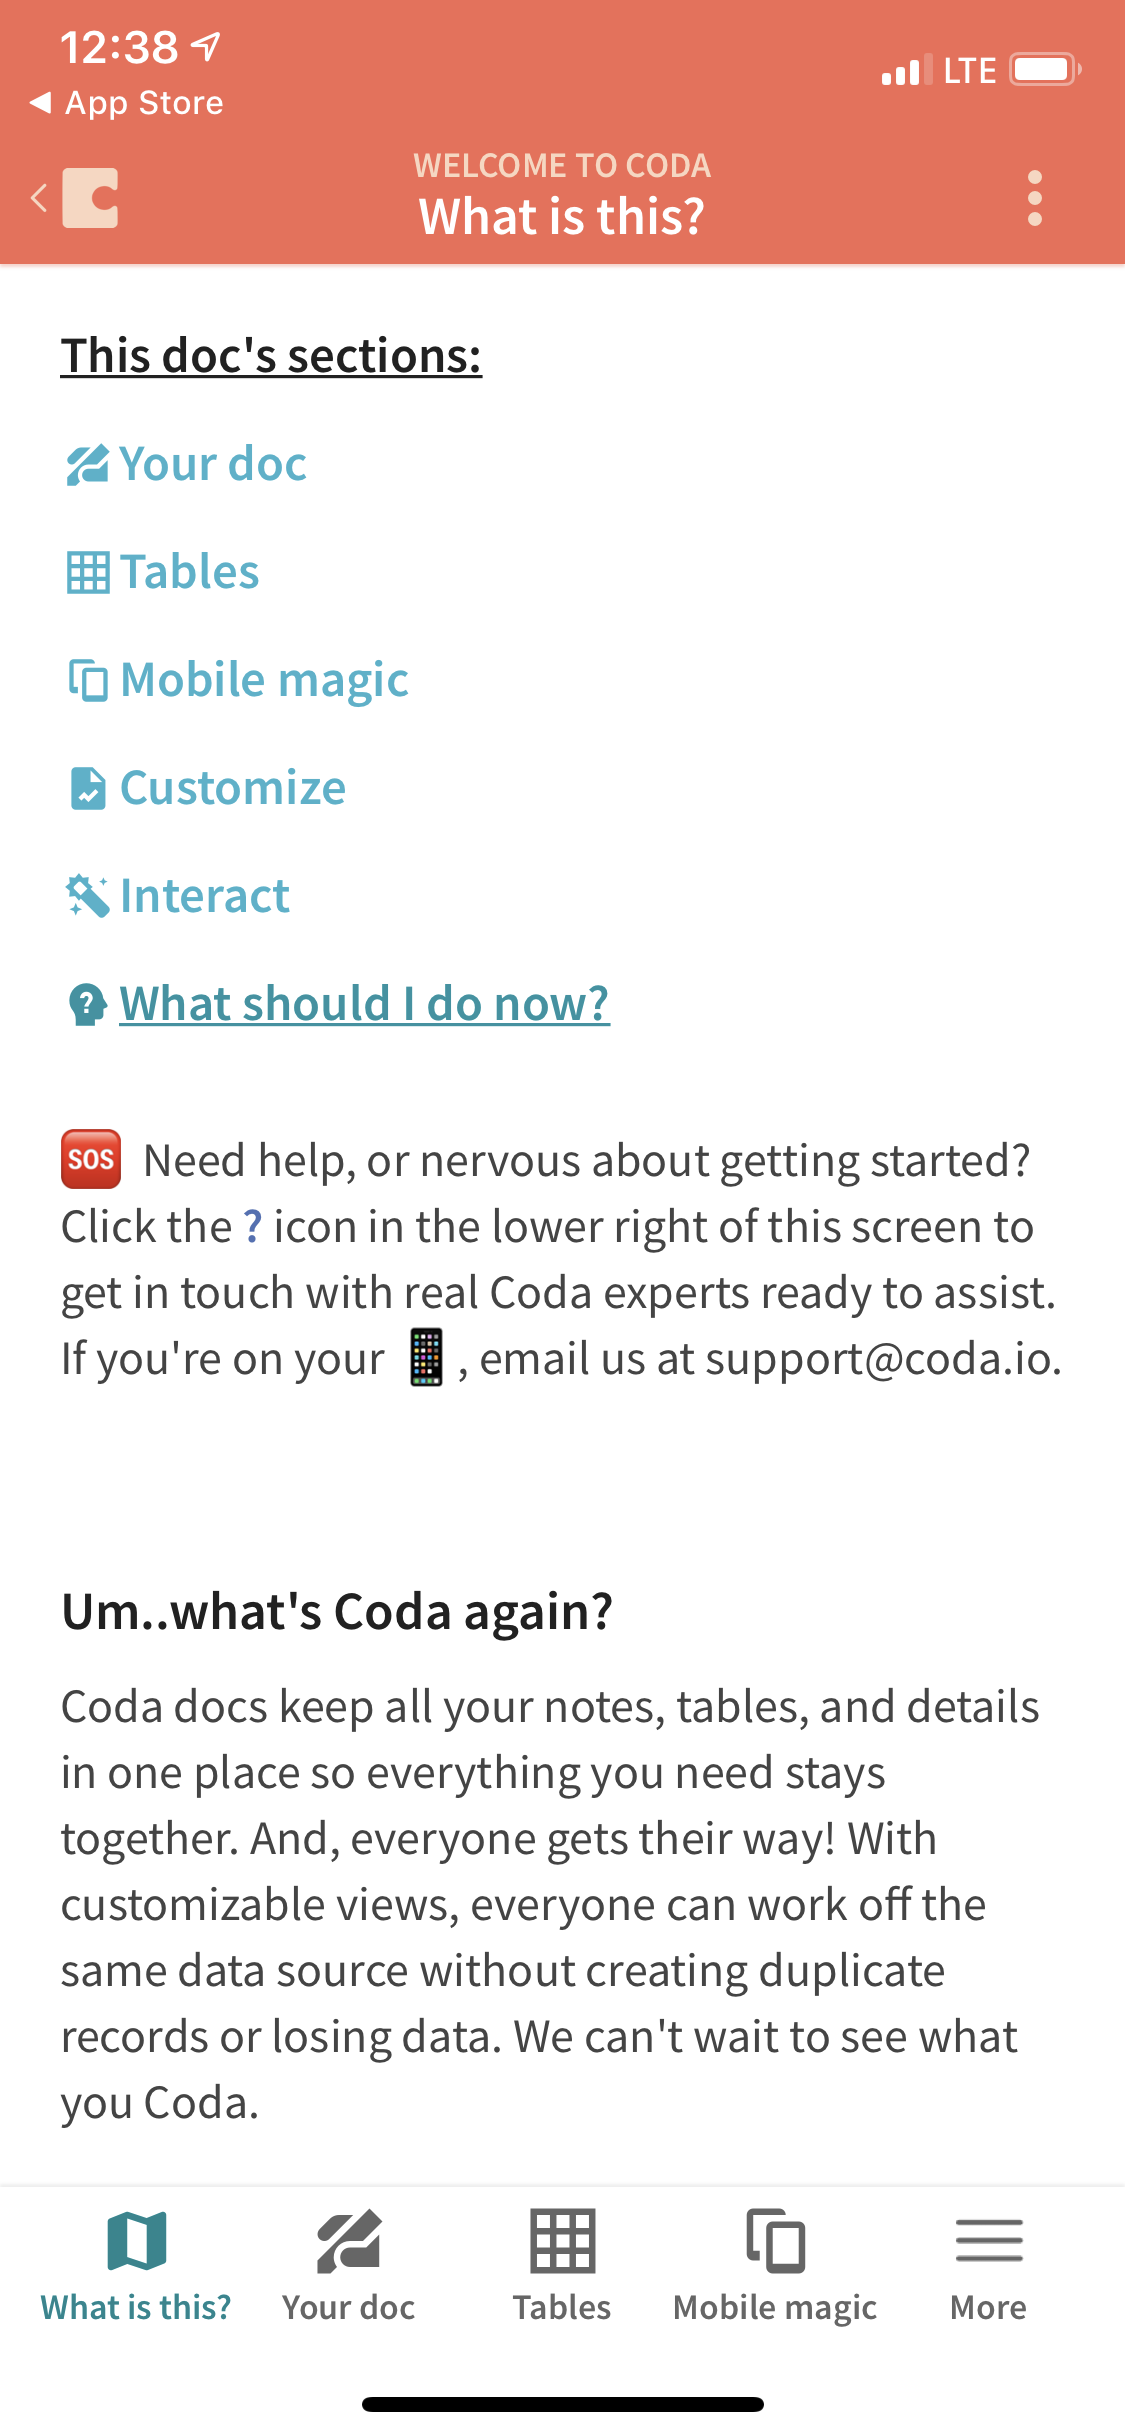 12:38
App Store
LTE
WELCOME TO CODA
What is this?
This doc's sections:
Your doc
Tables
Mobile magic
Customize
Interact
What should I do now?
SOS Need help, or nervous about getting started?
Click the ? icon in the lower right of this screen to
get in touch with real Coda experts ready to assist.
If you're on your 📱, email us at support@coda.io.
Um..what's Coda again?
Coda docs keep all your notes, tables, and details
in one place so everything you need stays
together. And, everyone gets their way! With
customizable views, everyone can work off the
same data source without creating duplicate
records or losing data. We can't wait to see what
you Coda.
What is this?
Your doc
Tables
Mobile magic
More